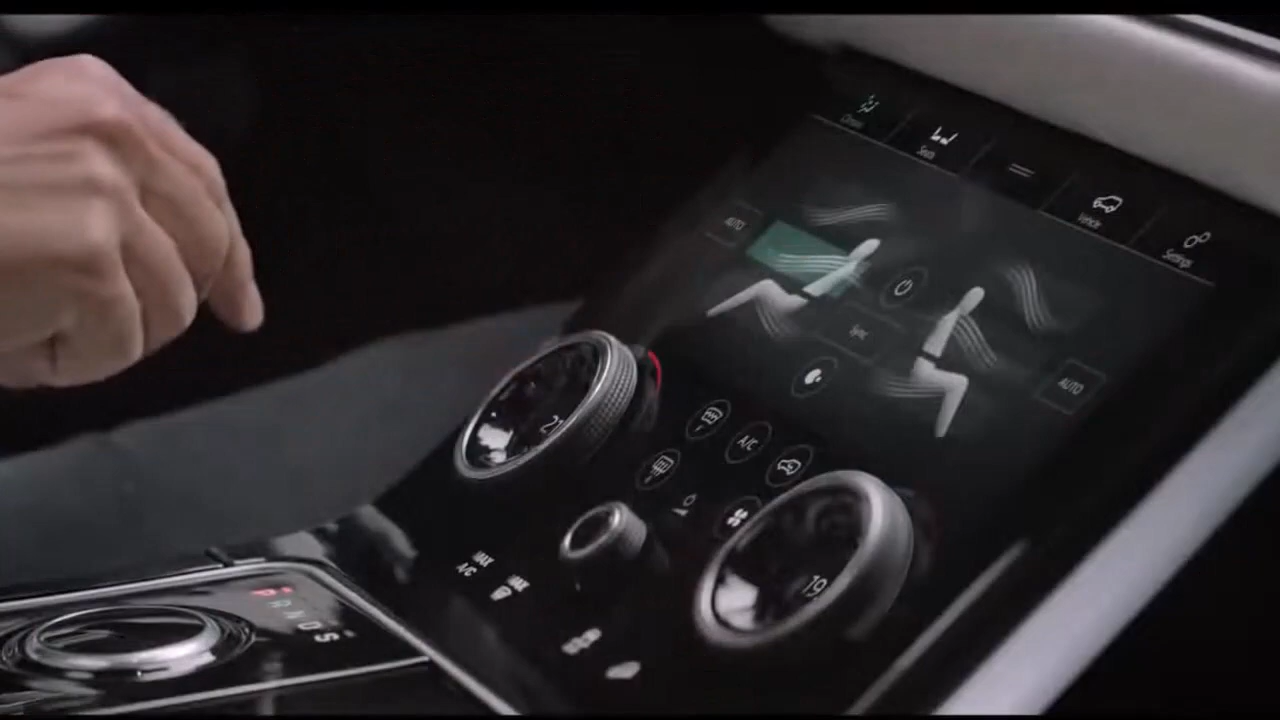 Climate
Seats
Vehicle
Settings
AUTO
Sync
AUTO
21
A/C
19
MAX
A/C
MAX
P R N D S